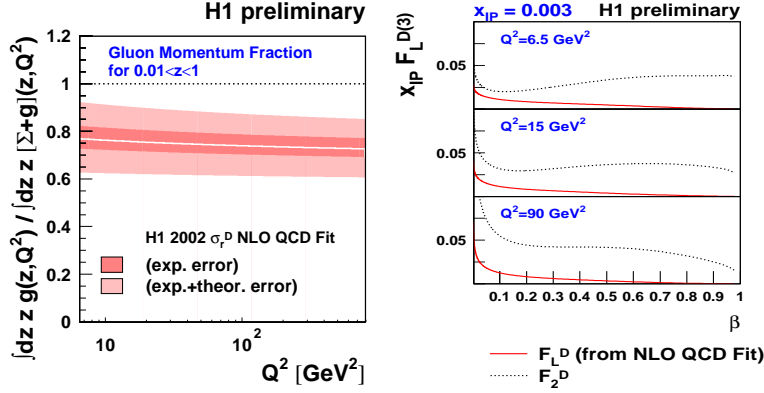 H1 preliminary
∫dz z g(z,Q²) / ∫dz z [Σ+g](z,Q²)
1.2
1
0.8
0.6
0.4
0.2
0
Gluon Momentum Fraction
for 0.01<z<1
H1 2002 σᵣᴰ NLO QCD Fit
(exp. error)
(exp.+theor. error)
10 10²
Q² [GeV²]
x_IP = 0.003 H1 preliminary
x_IP F_L^D(3)
Q²=6.5 GeV²
0.05
Q²=15 GeV²
0.05
Q²=90 GeV²
0.05
0.1 0.2 0.3 0.4 0.5 0.6 0.7 0.8 0.9 1
β
F_L^D (from NLO QCD Fit)
F_2^D